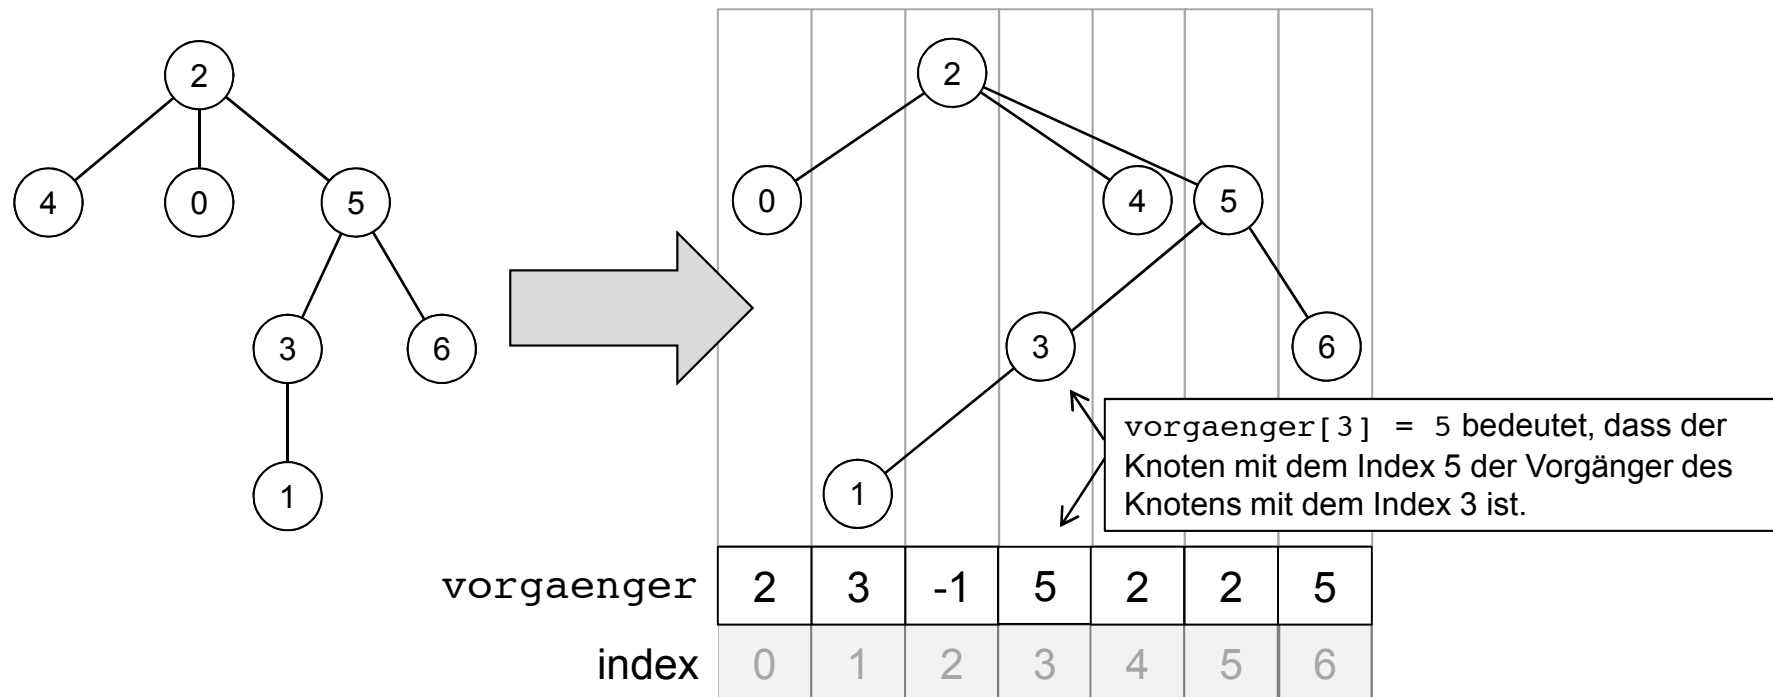 2
4 0 5
3 6
1
2
0 4 5
3 6
1
vorgaenger[3] = 5 bedeutet, dass der
Knoten mit dem Index 5 der Vorgänger des
Knotens mit dem Index 3 ist.
vorgaenger 2 3 -1 5 2 2 5
index 0 1 2 3 4 5 6